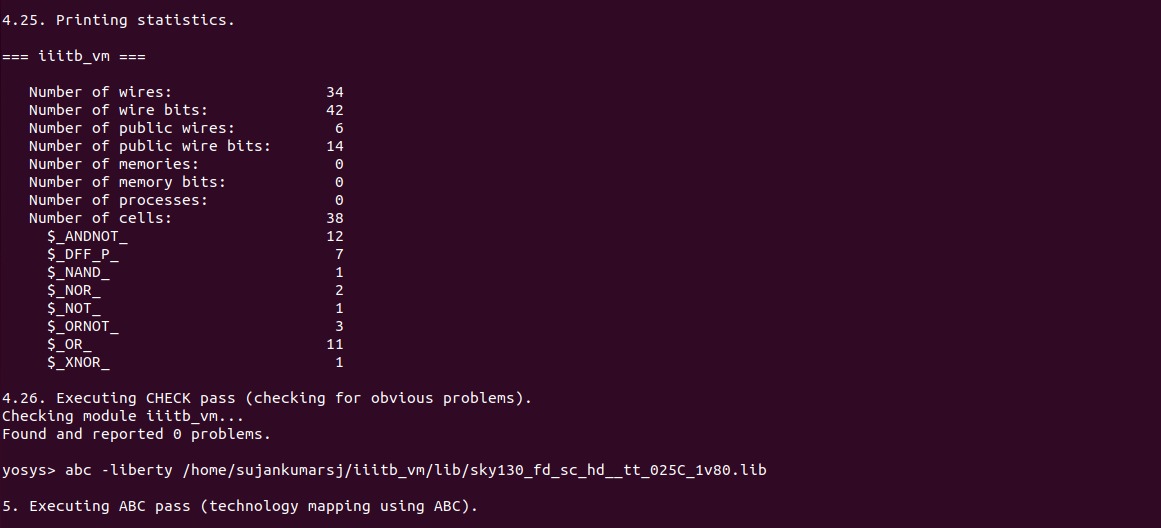 4.25. Printing statistics.
=== iiitb_vm ===
Number of wires: 34
Number of wire bits: 42
Number of public wires: 6
Number of public wire bits: 14
Number of memories: 0
Number of memory bits: 0
Number of processes: 0
Number of cells: 38
$_ANDNOT_ 12
$_DFF_P_ 7
$_NAND_ 1
$_NOR_ 2
$_NOT_ 1
$_ORNOT_ 3
$_OR_ 11
$_XNOR_ 1
4.26. Executing CHECK pass (checking for obvious problems).
Checking module iiitb_vm...
Found and reported 0 problems.
yosys> abc -liberty /home/sujankumarsj/iiitb_vm/lib/sky130_fd_sc_hd__tt_025C_1v80.lib
5. Executing ABC pass (technology mapping using ABC).